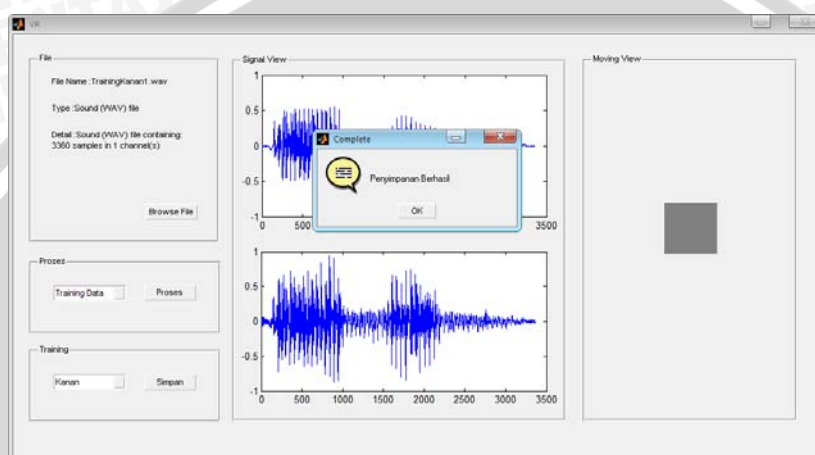 VR
File
File Name :TrainingKanan1.wav
Type :Sound (WAV) file
Detail :Sound (WAV) file containing:
3360 samples in 1 channel(s)
Browse File
Proses
Training Data
Proses
Training
Kanan
Simpan
Signal View
1
0.5
0
-0.5
-1
0 500 3500
Complete
Penyimpanan Berhasil
OK
1
0.5
0
-0.5
-1
0 500 1000 1500 2000 2500 3000 3500
Moving View